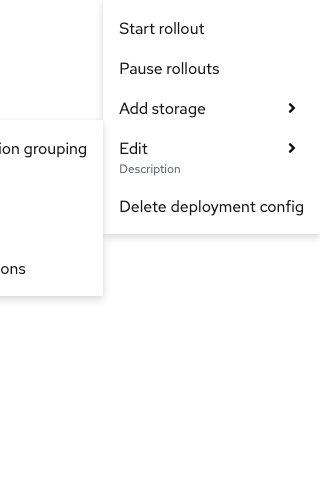 Start rollout
Pause rollouts
Add storage
Edit
Description
Delete deployment config
ion grouping
ons